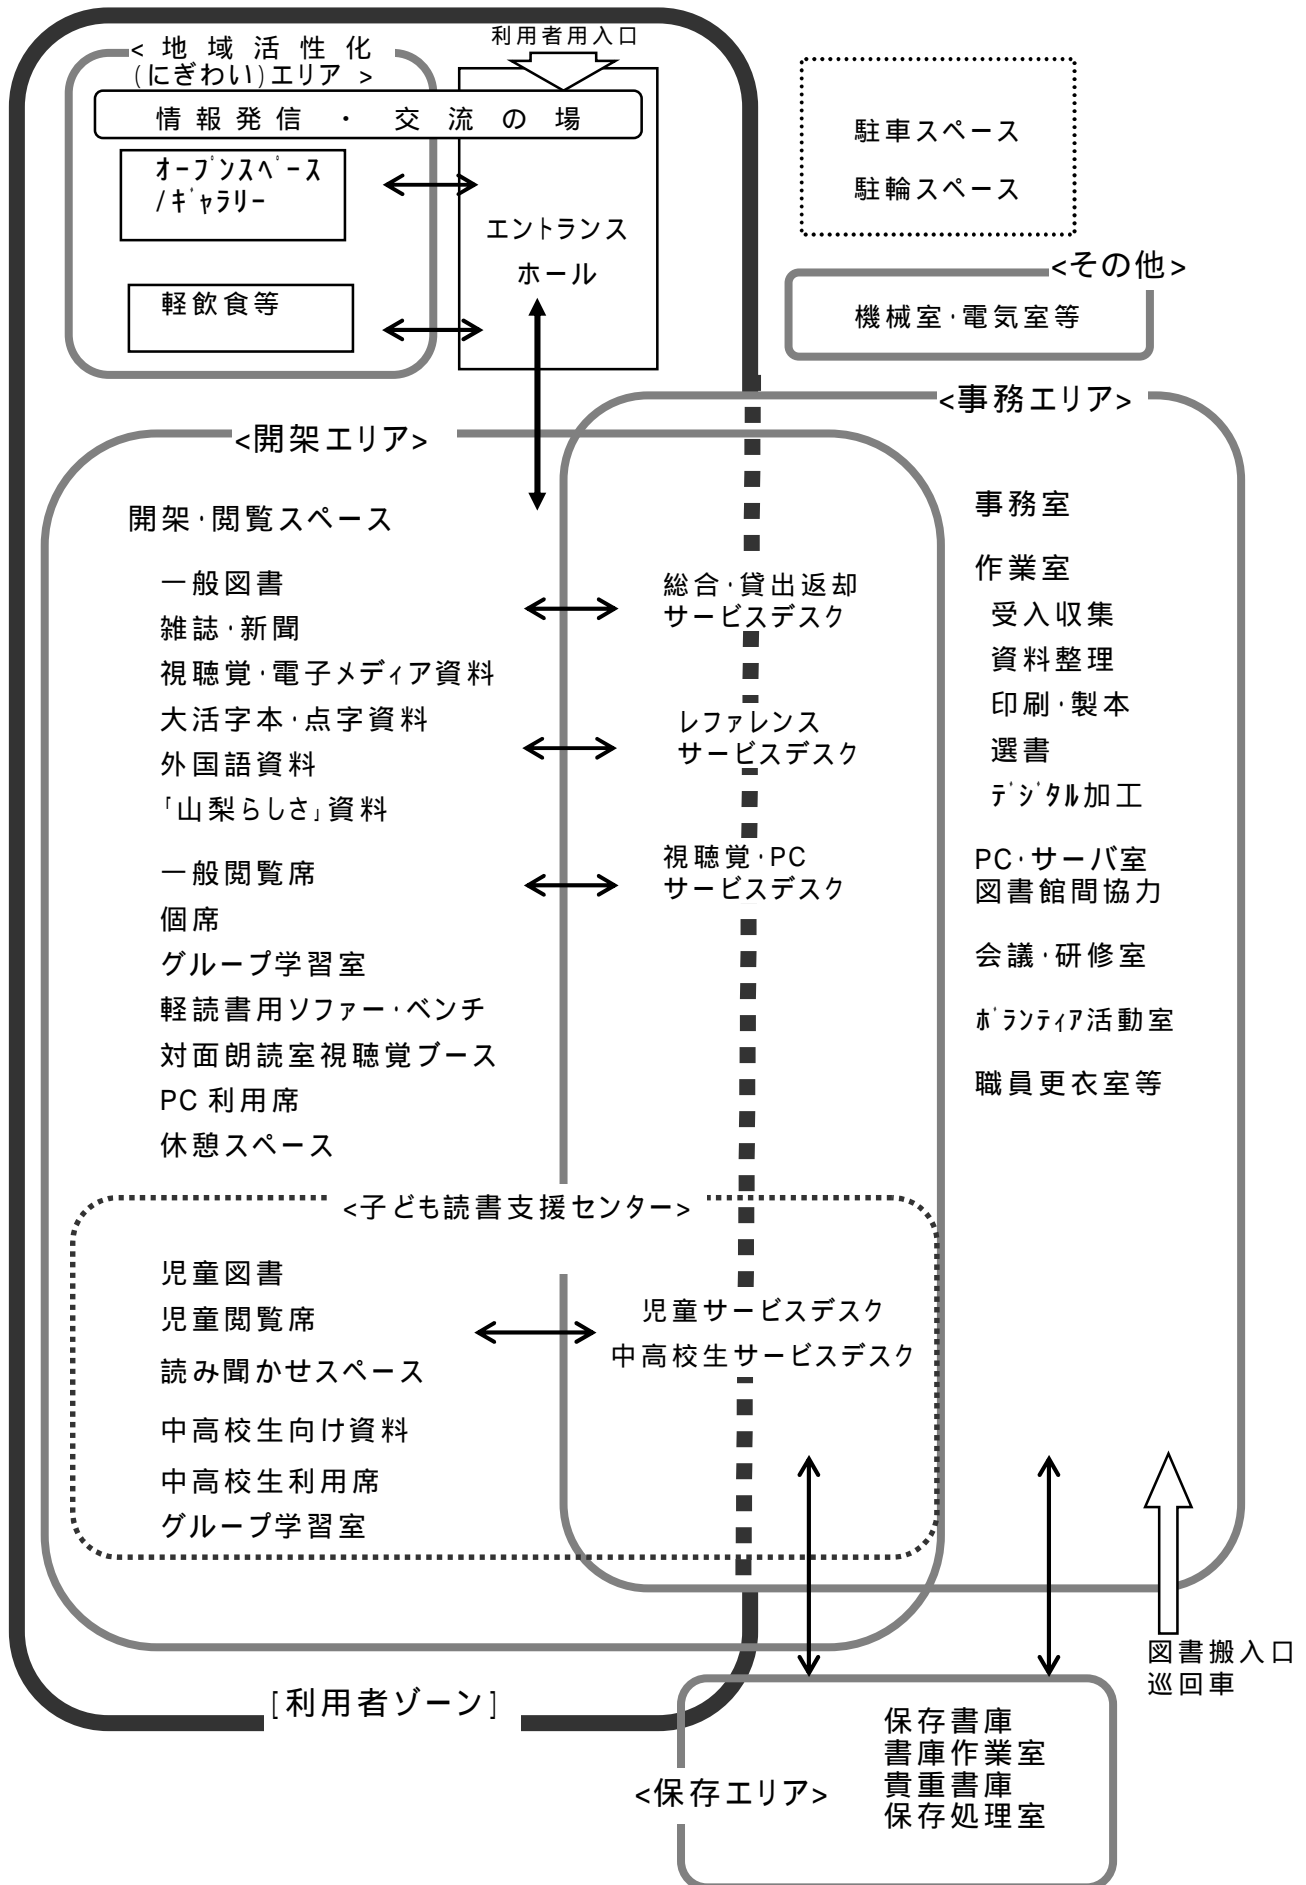 利用者用入口
<地域活性化
(にぎわい)エリア>
情報発信・交流の場
ｵｰﾌﾟﾝｽﾍﾟｰｽ
/ｷﾞｬﾗﾘｰ
軽飲食等
エントランス
ホール
駐車スペース
駐輪スペース
<その他>
機械室・電気室等
<開架エリア>
開架・閲覧スペース
一般図書
雑誌・新聞
視聴覚・電子メディア資料
大活字本・点字資料
外国語資料
「山梨らしさ」資料
一般閲覧席
個席
グループ学習室
軽読書用ソファー・ベンチ
対面朗読室視聴覚ブース
PC利用席
休憩スペース
総合・貸出返却
サービスデスク
レファレンス
サービスデスク
視聴覚・PC
サービスデスク
<事務エリア>
事務室
作業室
受入収集
資料整理
印刷・製本
選書
ﾃﾞｼﾞﾀﾙ加工
PC・サーバ室
図書館間協力
会議・研修室
ﾎﾞﾗﾝﾃｨｱ活動室
職員更衣室等
<子ども読書支援センター>
児童図書
児童閲覧席
読み聞かせスペース
中高校生向け資料
中高校生利用席
グループ学習室
児童サービスデスク
中高校生サービスデスク
図書搬入口
巡回車
[利用者ゾーン]
<保存エリア>
保存書庫
書庫作業室
貴重書庫
保存処理室